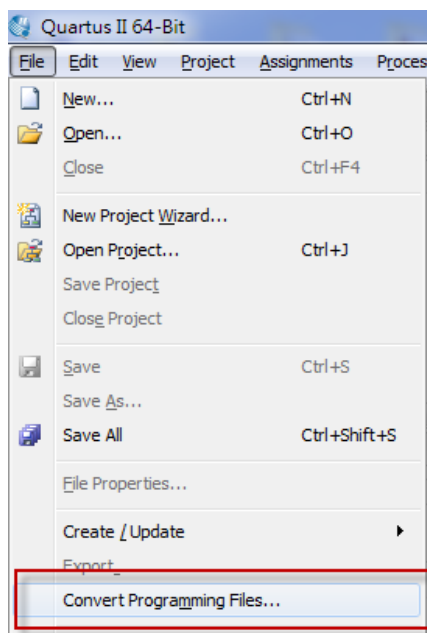 Quartus II 64-Bit
File Edit View Project Assignments Proces
New... Ctrl+N
Open... Ctrl+O
Close Ctrl+F4
New Project Wizard...
Open Project... Ctrl+J
Save Project
Close Project
Save Ctrl+S
Save As...
Save All Ctrl+Shift+S
File Properties...
Create / Update
Export...
Convert Programming Files...